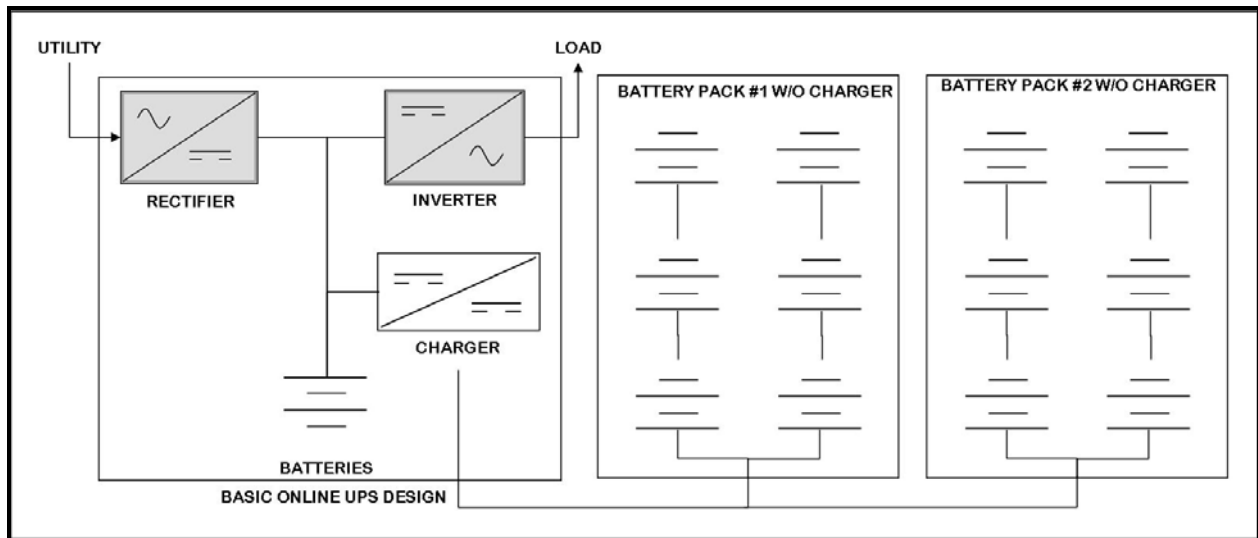 UTILITY
LOAD
BATTERY PACK #1 W/O CHARGER
BATTERY PACK #2 W/O CHARGER
RECTIFIER
INVERTER
CHARGER
BATTERIES
BASIC ONLINE UPS DESIGN